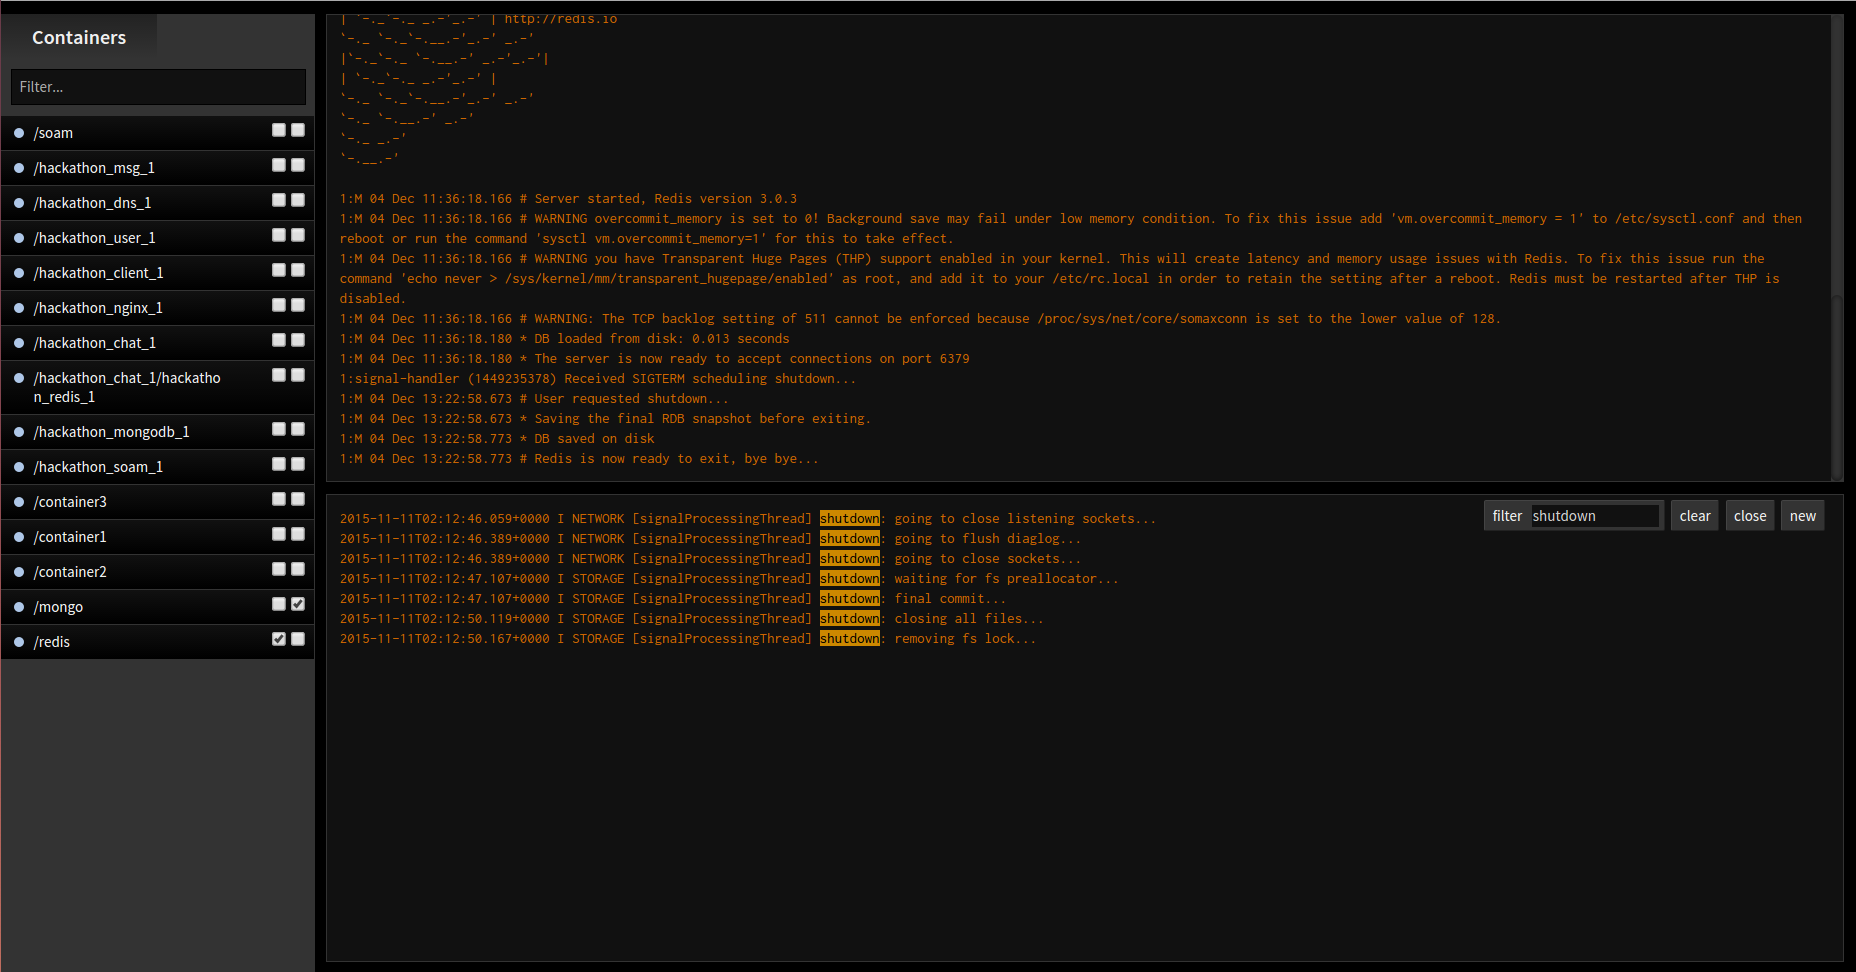 Containers
Filter...
/soam
/hackathon_msg_1
/hackathon_dns_1
/hackathon_user_1
/hackathon_client_1
/hackathon_nginx_1
/hackathon_chat_1
/hackathon_chat_1/hackatho
n_redis_1
/hackathon_mongodb_1
/hackathon_soam_1
/container3
/container1
/container2
/mongo
/redis
| `-._`-._ _.-'_.-' | http://redis.io
`-._ `-._`-.__.-'_.-' _.-'
|`-._`-._ `-.__.-' _.-'_.-'|
| `-._`-._ _.-'_.-' |
`-._ `-._`-.__.-'_.-' _.-'
`-._ `-.__.-' _.-'
`-._ _.-'
`-.__.-'
1:M 04 Dec 11:36:18.166 # Server started, Redis version 3.0.3
1:M 04 Dec 11:36:18.166 # WARNING overcommit_memory is set to 0! Background save may fail under low memory condition. To fix this issue add 'vm.overcommit_memory = 1' to /etc/sysctl.conf and then
reboot or run the command 'sysctl vm.overcommit_memory=1' for this to take effect.
1:M 04 Dec 11:36:18.166 # WARNING you have Transparent Huge Pages (THP) support enabled in your kernel. This will create latency and memory usage issues with Redis. To fix this issue run the
command 'echo never > /sys/kernel/mm/transparent_hugepage/enabled' as root, and add it to your /etc/rc.local in order to retain the setting after a reboot. Redis must be restarted after THP is
disabled.
1:M 04 Dec 11:36:18.166 # WARNING: The TCP backlog setting of 511 cannot be enforced because /proc/sys/net/core/somaxconn is set to the lower value of 128.
1:M 04 Dec 11:36:18.180 * DB loaded from disk: 0.013 seconds
1:M 04 Dec 11:36:18.180 * The server is now ready to accept connections on port 6379
1:signal-handler (1449235378) Received SIGTERM scheduling shutdown...
1:M 04 Dec 13:22:58.673 # User requested shutdown...
1:M 04 Dec 13:22:58.673 * Saving the final RDB snapshot before exiting.
1:M 04 Dec 13:22:58.773 * DB saved on disk
1:M 04 Dec 13:22:58.773 # Redis is now ready to exit, bye bye...
filter shutdown clear close new
2015-11-11T02:12:46.059+0000 I NETWORK [signalProcessingThread] shutdown: going to close listening sockets...
2015-11-11T02:12:46.389+0000 I NETWORK [signalProcessingThread] shutdown: going to flush diaglog...
2015-11-11T02:12:46.389+0000 I NETWORK [signalProcessingThread] shutdown: going to close sockets...
2015-11-11T02:12:47.107+0000 I STORAGE [signalProcessingThread] shutdown: waiting for fs preallocator...
2015-11-11T02:12:47.107+0000 I STORAGE [signalProcessingThread] shutdown: final commit...
2015-11-11T02:12:50.119+0000 I STORAGE [signalProcessingThread] shutdown: closing all files...
2015-11-11T02:12:50.167+0000 I STORAGE [signalProcessingThread] shutdown: removing fs lock...